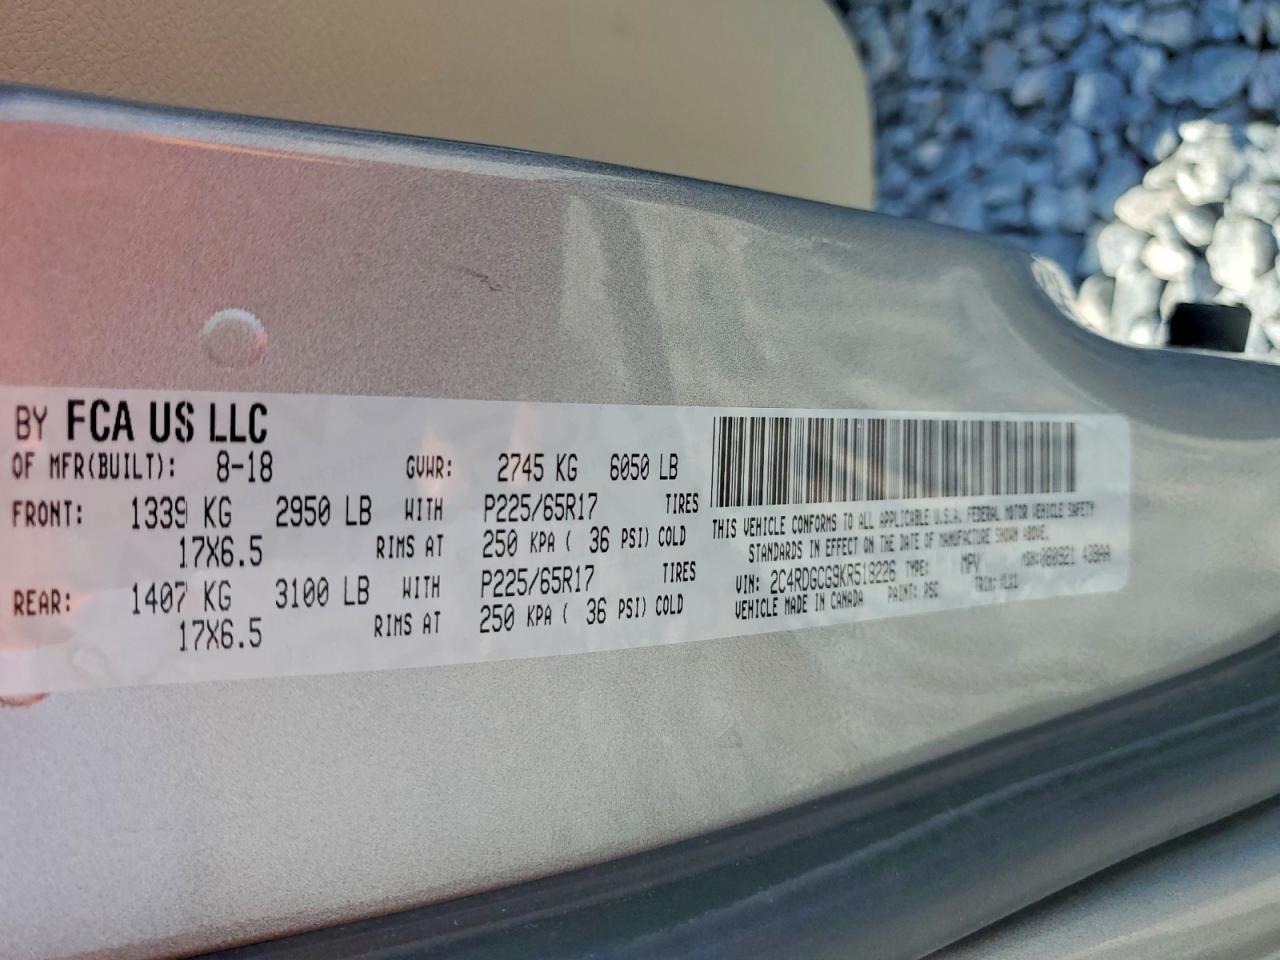 BY FCA US LLC
OF MFR(BUILT): 8-18 GVWR: 2745 KG 6050 LB
FRONT: 1339 KG 2950 LB WITH P225/65R17 TIRES
17X6.5 RIMS AT 250 KPA ( 36 PSI) COLD
REAR: 1407 KG 3100 LB WITH P225/65R17 TIRES
17X6.5 RIMS AT 250 KPA ( 36 PSI) COLD
THIS VEHICLE CONFORMS TO ALL APPLICABLE U.S.A. FEDERAL MOTOR VEHICLE SAFETY
STANDARDS IN EFFECT ON THE DATE OF MANUFACTURE SHOWN ABOVE.
VIN: 2C4RDGCG9KR519226 TYPE: MPV
VEHICLE MADE IN CANADA PAINT: PSC TRIM: